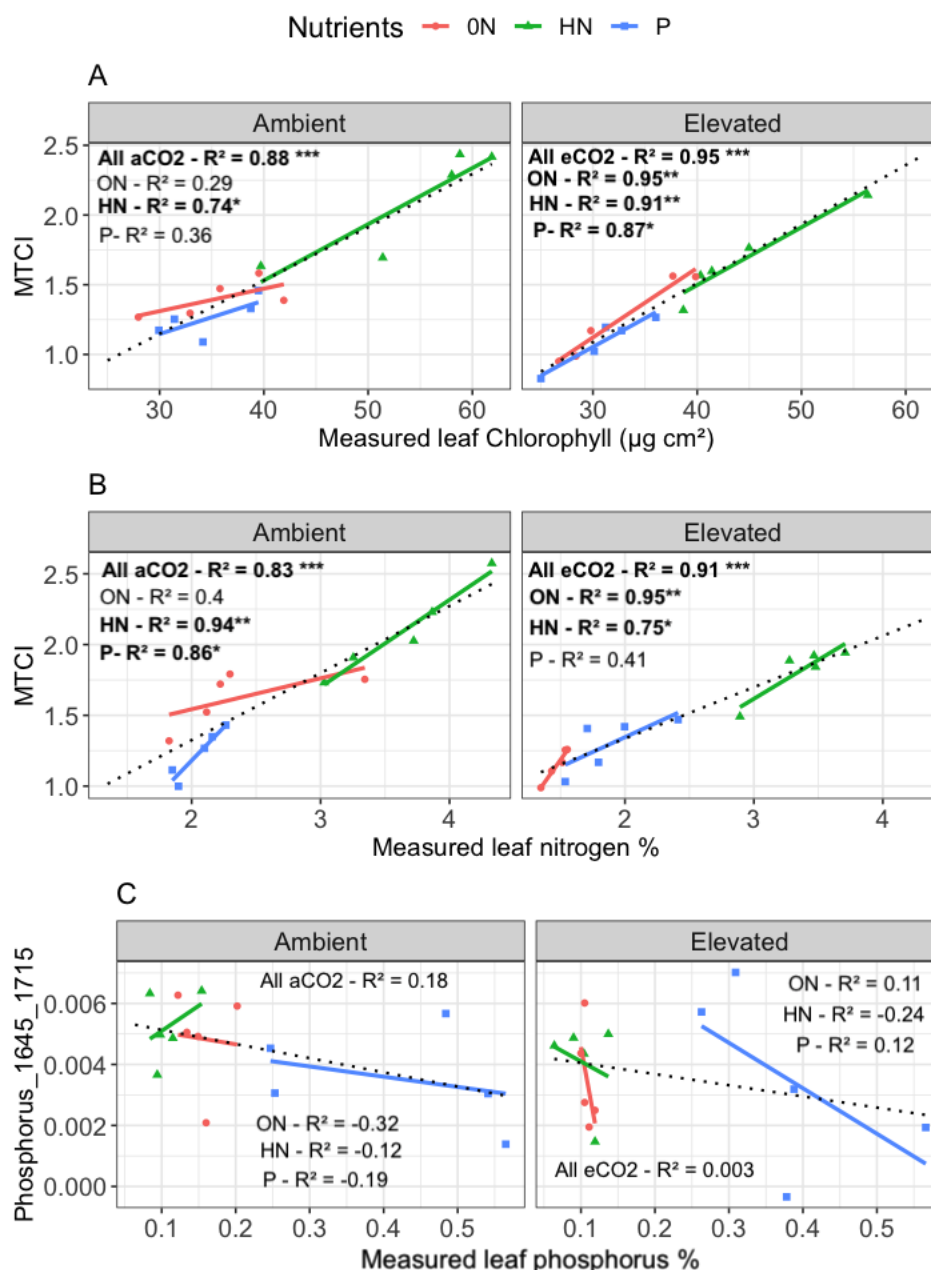 Nutrients 0N HN P
A
Ambient Elevated
All aCO2 - R² = 0.88 ***
ON - R² = 0.29
HN - R² = 0.74*
P- R² = 0.36
All eCO2 - R² = 0.95 ***
ON - R² = 0.95**
HN - R² = 0.91**
P- R² = 0.87*
2.5
2.0
1.5
1.0
MTCI
30 40 50 60 30 40 50 60
Measured leaf Chlorophyll (µg cm²)
B
Ambient Elevated
All aCO2 - R² = 0.83 ***
ON - R² = 0.4
HN - R² = 0.94**
P- R² = 0.86*
All eCO2 - R² = 0.91 ***
ON - R² = 0.95**
HN - R² = 0.75*
P - R² = 0.41
2.5
2.0
1.5
1.0
MTCI
2 3 4 2 3 4
Measured leaf nitrogen %
C
Ambient Elevated
All aCO2 - R² = 0.18
ON - R² = -0.32
HN - R² = -0.12
P - R² = -0.19
ON - R² = 0.11
HN - R² = -0.24
P - R² = 0.12
All eCO2 - R² = 0.003
0.006
0.004
0.002
0.000
Phosphorus_1645_1715
0.1 0.2 0.3 0.4 0.5 0.1 0.2 0.3 0.4 0.5
Measured leaf phosphorus %